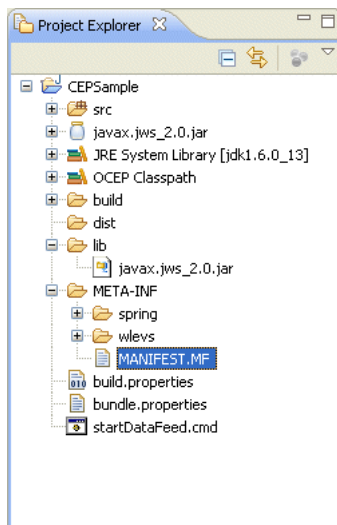 Project Explorer
CEPSample
src
javax.jws_2.0.jar
JRE System Library [jdk1.6.0_13]
OCEP Classpath
build
dist
lib
javax.jws_2.0.jar
META-INF
spring
wlevs
MANIFEST.MF
build.properties
bundle.properties
startDataFeed.cmd